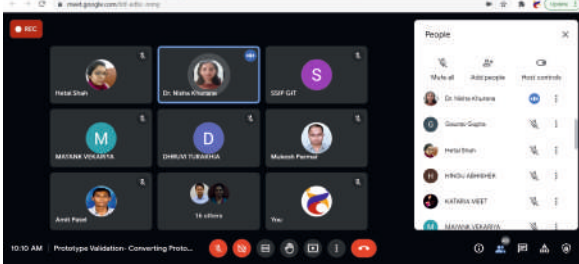 meet.google.com/
REC
People
Mute all
Add people
Host controls
Hetal Shah
Dr. Nisha Khurana
S
SSIP GIT
M
MAYANK VEKARIYA
D
DHRUVI TURAKHIA
Mukesh Parmar
Amit Patel
16 others
You
Dr. Nisha Khurana
G
Gaurav Gupta
Hetal Shah
H
HINDU ABHISHEK
KATARIA MEET
M
MAYANK VEKARIYA
10:10 AM
Prototype Validation- Converting Proto...